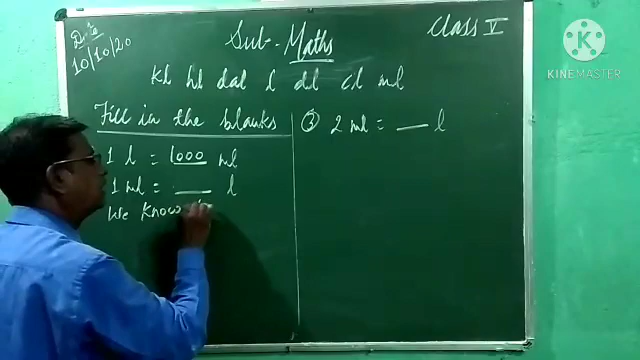 Date
10/10/20
Sub- Maths
Class V
Kl hl dal l dl cl ml
Fill in the blanks
1 l = 1000 ml
1 ml = ___ l
We know
③ 2 ml = ___ l
KINEMASTER